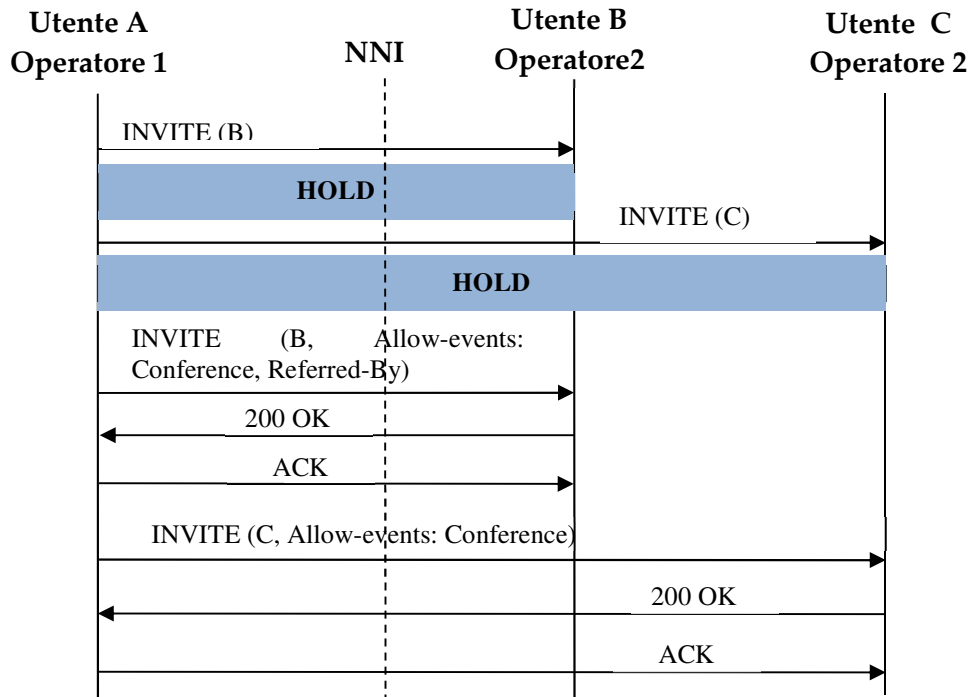 Utente A
Operatore 1
NNI
Utente B
Operatore2
Utente C
Operatore 2
INVITE (B)
HOLD
INVITE (C)
HOLD
INVITE (B, Allow-events:
Conference, Referred-By)
200 OK
ACK
INVITE (C, Allow-events: Conference)
200 OK
ACK